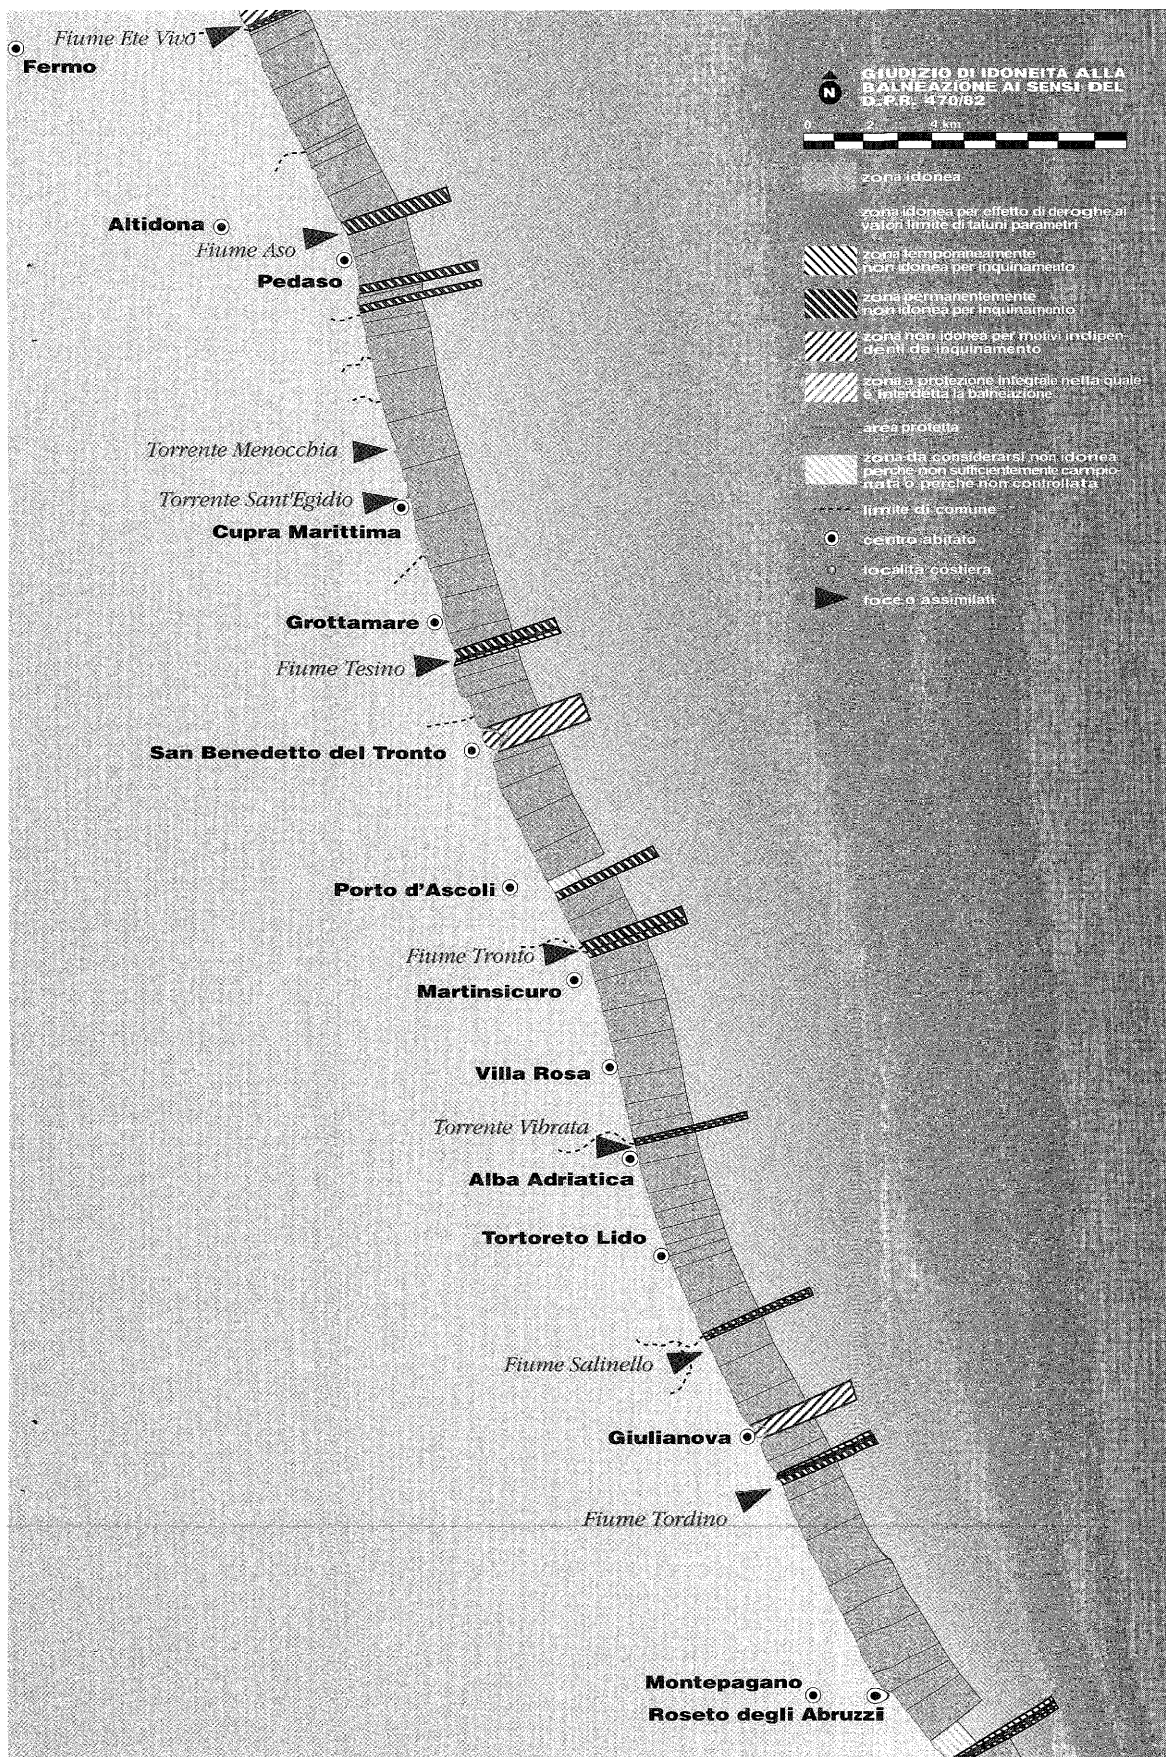 Fiume Ete Vivo
Fermo
GIUDIZIO DI IDONEITÀ ALLA
BALNEAZIONE AI SENSI DEL
D.P.R. 470/82
N
0 2 4 km
zona idonea
zona idonea per effetto di deroghe ai
valori limite di taluni parametri
zona temporaneamente
non idonea per inquinamento
zona permanentemente
non idonea per inquinamento
zona non idonea per motivi indipen-
denti da inquinamento
zona a protezione integrale nella quale
è interdetta la balneazione
area protetta
zona da considerarsi non idonea
perché non sufficientemente campio-
nata o perché non controllata
limite di comune
centro abitato
località costiera
foce o assimilati
Altidona
Fiume Aso
Pedaso
Torrente Menocchia
Torrente Sant'Egidio
Cupra Marittima
Grottamare
Fiume Tesino
San Benedetto del Tronto
Porto d'Ascoli
Fiume Tronto
Martinsicuro
Villa Rosa
Torrente Vibrata
Alba Adriatica
Tortoreto Lido
Fiume Salinello
Giulianova
Fiume Tordino
Montepagano
Roseto degli Abruzzi